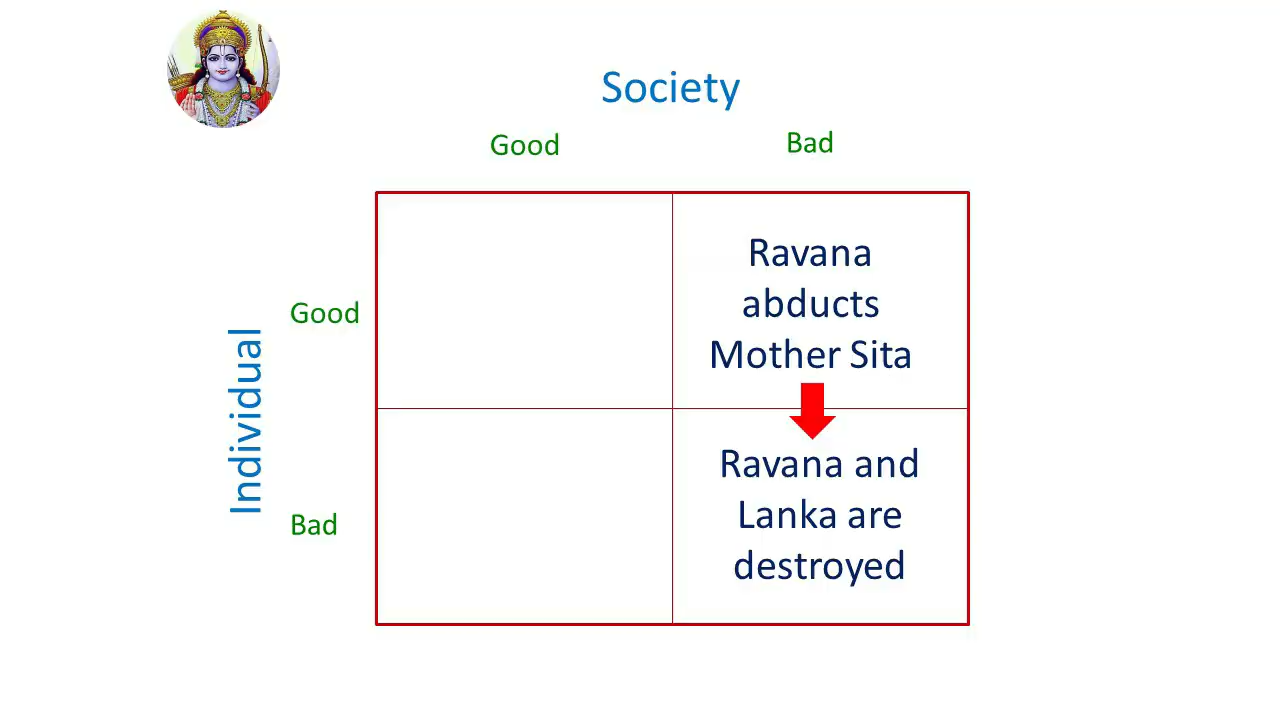 Society
Good
Bad
Ravana
abducts
Mother Sita
Good
Individual
Ravana and
Lanka are
destroyed
Bad